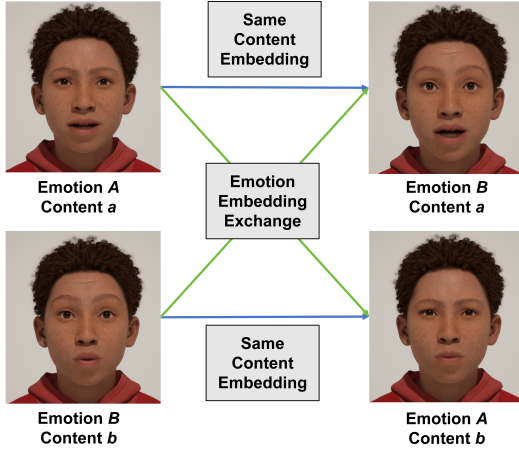 Same
Content
Embedding
Emotion A
Content a
Emotion B
Content a
Emotion
Embedding
Exchange
Same
Content
Embedding
Emotion B
Content b
Emotion A
Content b